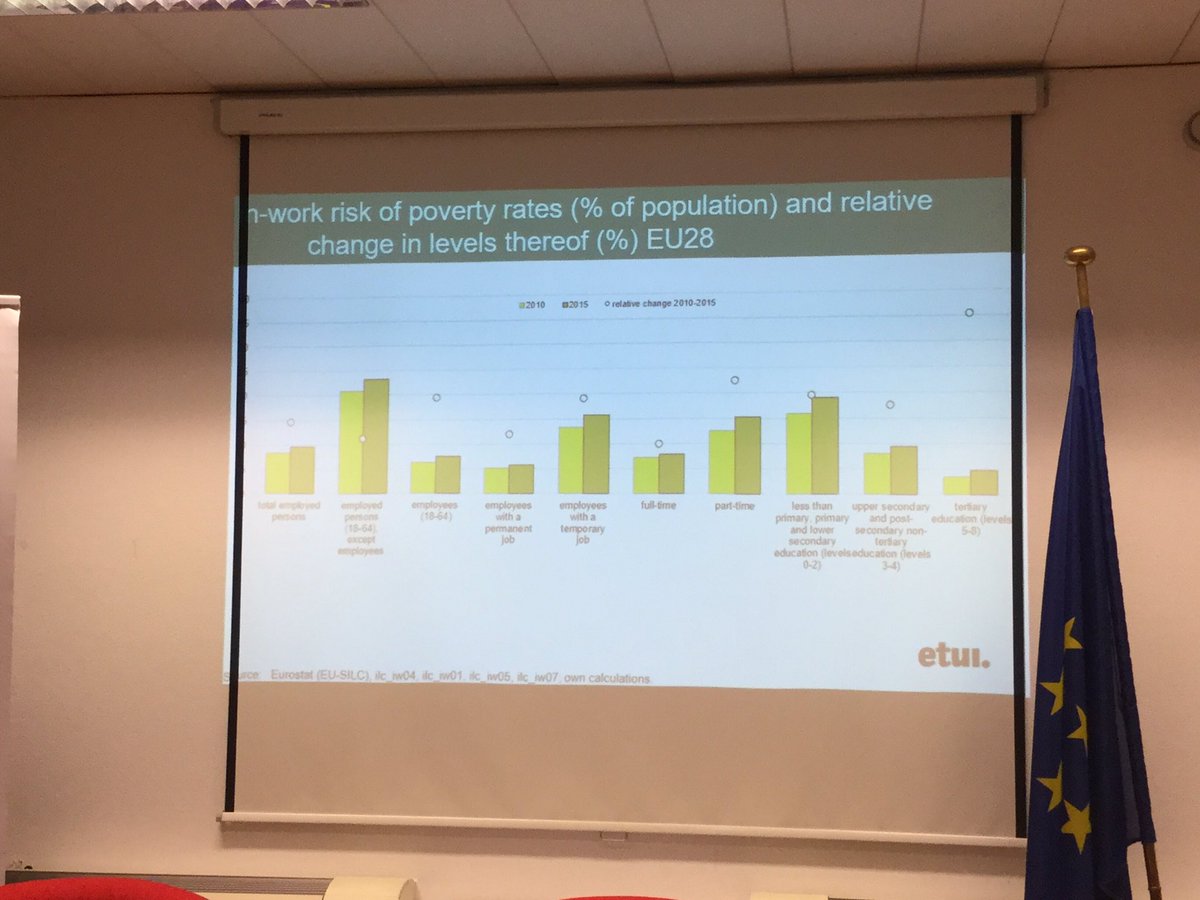 n-work risk of poverty rates (% of population) and relative
change in levels thereof (%) EU28
2010 2015 relative change 2010-2015
total employed
persons
employed
persons
(18-64),
except
employees
employees
(18-64)
employees
with a
permanent
job
employees
with a
temporary
job
full-time
part-time
less than
primary, primary
and lower
secondary
education (levels
0-2)
upper secondary
and post-
secondary non-
tertiary
education (levels
3-4)
tertiary
education (levels
5-8)
etui.
Source: Eurostat (EU-SILC), ilc_iw04, ilc_iw01, ilc_iw05, ilc_iw07, own calculations.